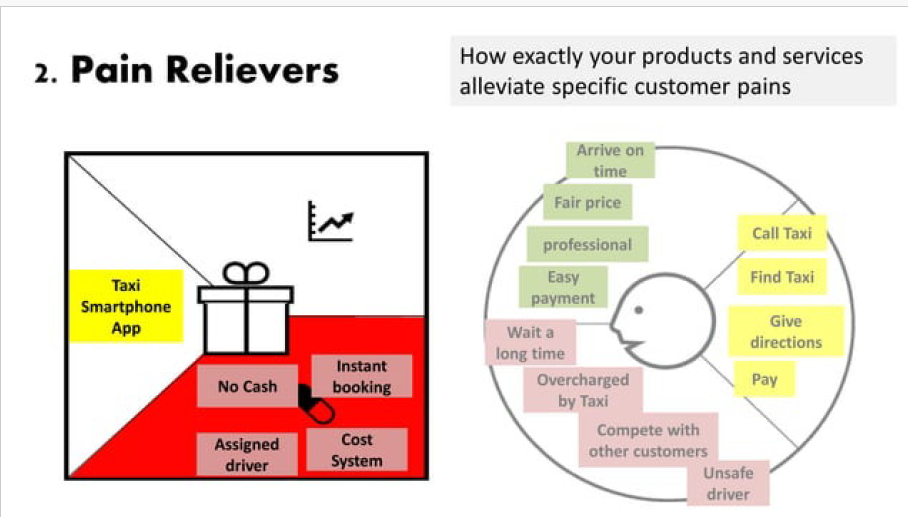 2. Pain Relievers
How exactly your products and services
alleviate specific customer pains
Taxi
Smartphone
App
No Cash
Instant
booking
Assigned
driver
Cost
System
Arrive on
time
Fair price
professional
Easy
payment
Wait a
long time
Overcharged
by Taxi
Compete with
other customers
Unsafe
driver
Call Taxi
Find Taxi
Give
directions
Pay